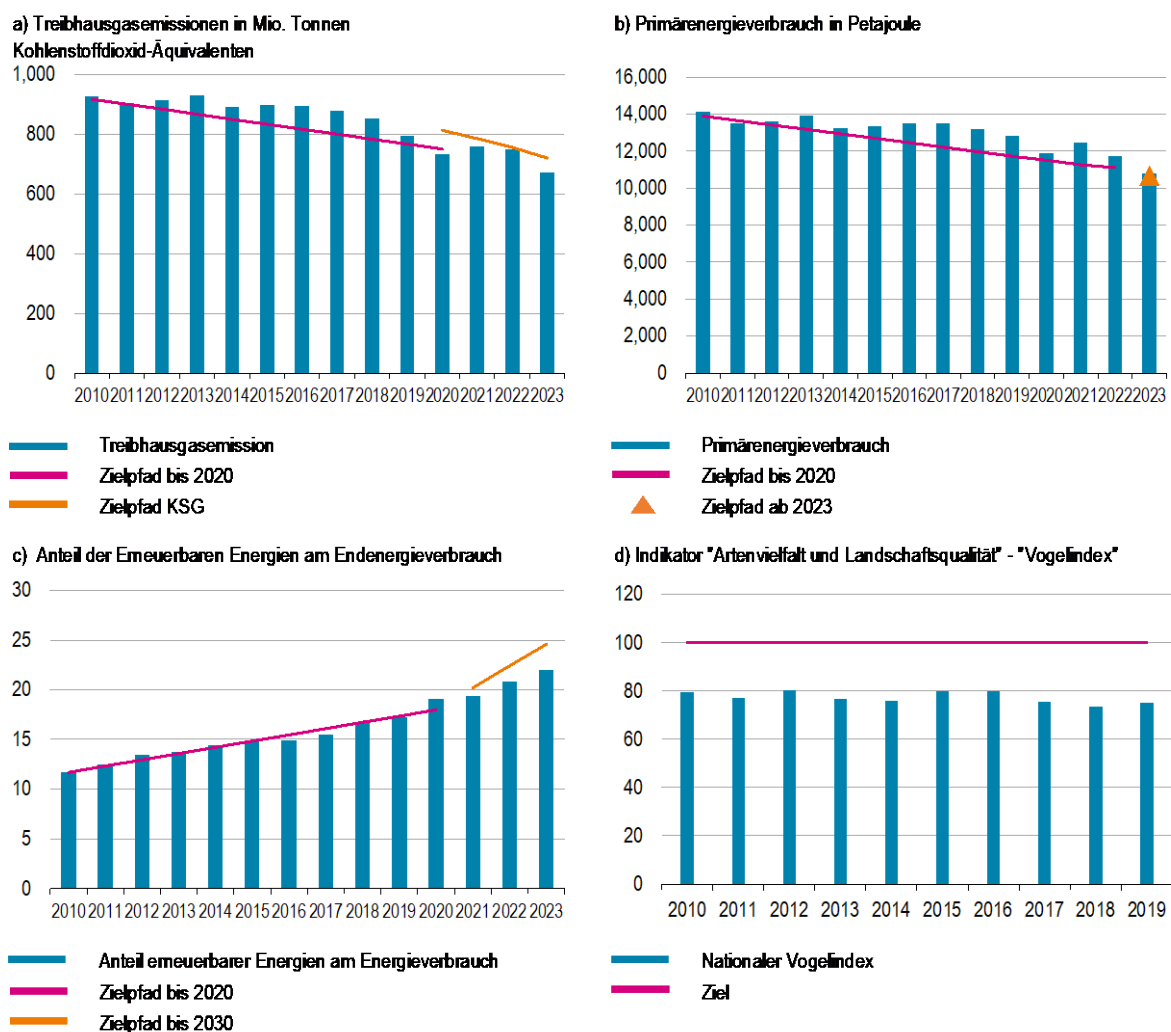 a) Treibhausgasemissionen in Mio. Tonnen
Kohlenstoffdioxid-Äquivalenten
1,000
800
600
400
200
0
2010 2011 2012 2013 2014 2015 2016 2017 2018 2019 2020 2021 2022 2023
Treibhausgasemission
Zielpfad bis 2020
Zielpfad KSG
b) Primärenergieverbrauch in Petajoule
16,000
14,000
12,000
10,000
8,000
6,000
4,000
2,000
0
2010 2011 2012 2013 2014 2015 2016 2017 2018 2019 2020 2021 2022 2023
Primärenergieverbrauch
Zielpfad bis 2020
Zielpfad ab 2023
c) Anteil der Erneuerbaren Energien am Endenergieverbrauch
30
25
20
15
10
5
0
2010 2011 2012 2013 2014 2015 2016 2017 2018 2019 2020 2021 2022 2023
Anteil erneuerbarer Energien am Energieverbrauch
Zielpfad bis 2020
Zielpfad bis 2030
d) Indikator "Artenvielfalt und Landschaftsqualität" - "Vogelindex"
120
100
80
60
40
20
0
2010 2011 2012 2013 2014 2015 2016 2017 2018 2019
Nationaler Vogelindex
Ziel